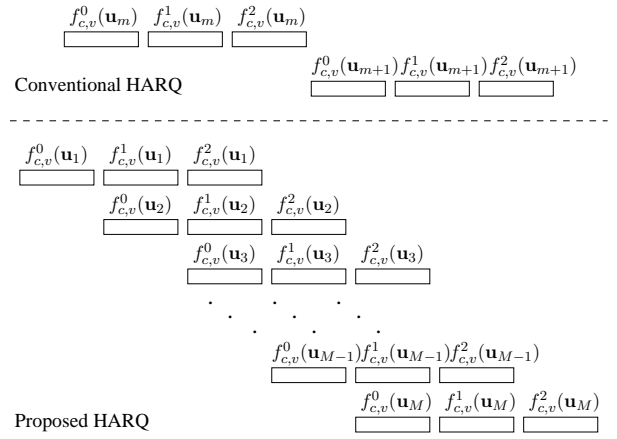 f^0_{c,v}(u_m) f^1_{c,v}(u_m) f^2_{c,v}(u_m)
f^0_{c,v}(u_{m+1}) f^1_{c,v}(u_{m+1}) f^2_{c,v}(u_{m+1})
Conventional HARQ
f^0_{c,v}(u_1) f^1_{c,v}(u_1) f^2_{c,v}(u_1)
f^0_{c,v}(u_2) f^1_{c,v}(u_2) f^2_{c,v}(u_2)
f^0_{c,v}(u_3) f^1_{c,v}(u_3) f^2_{c,v}(u_3)
f^0_{c,v}(u_{M-1}) f^1_{c,v}(u_{M-1}) f^2_{c,v}(u_{M-1})
f^0_{c,v}(u_M) f^1_{c,v}(u_M) f^2_{c,v}(u_M)
Proposed HARQ